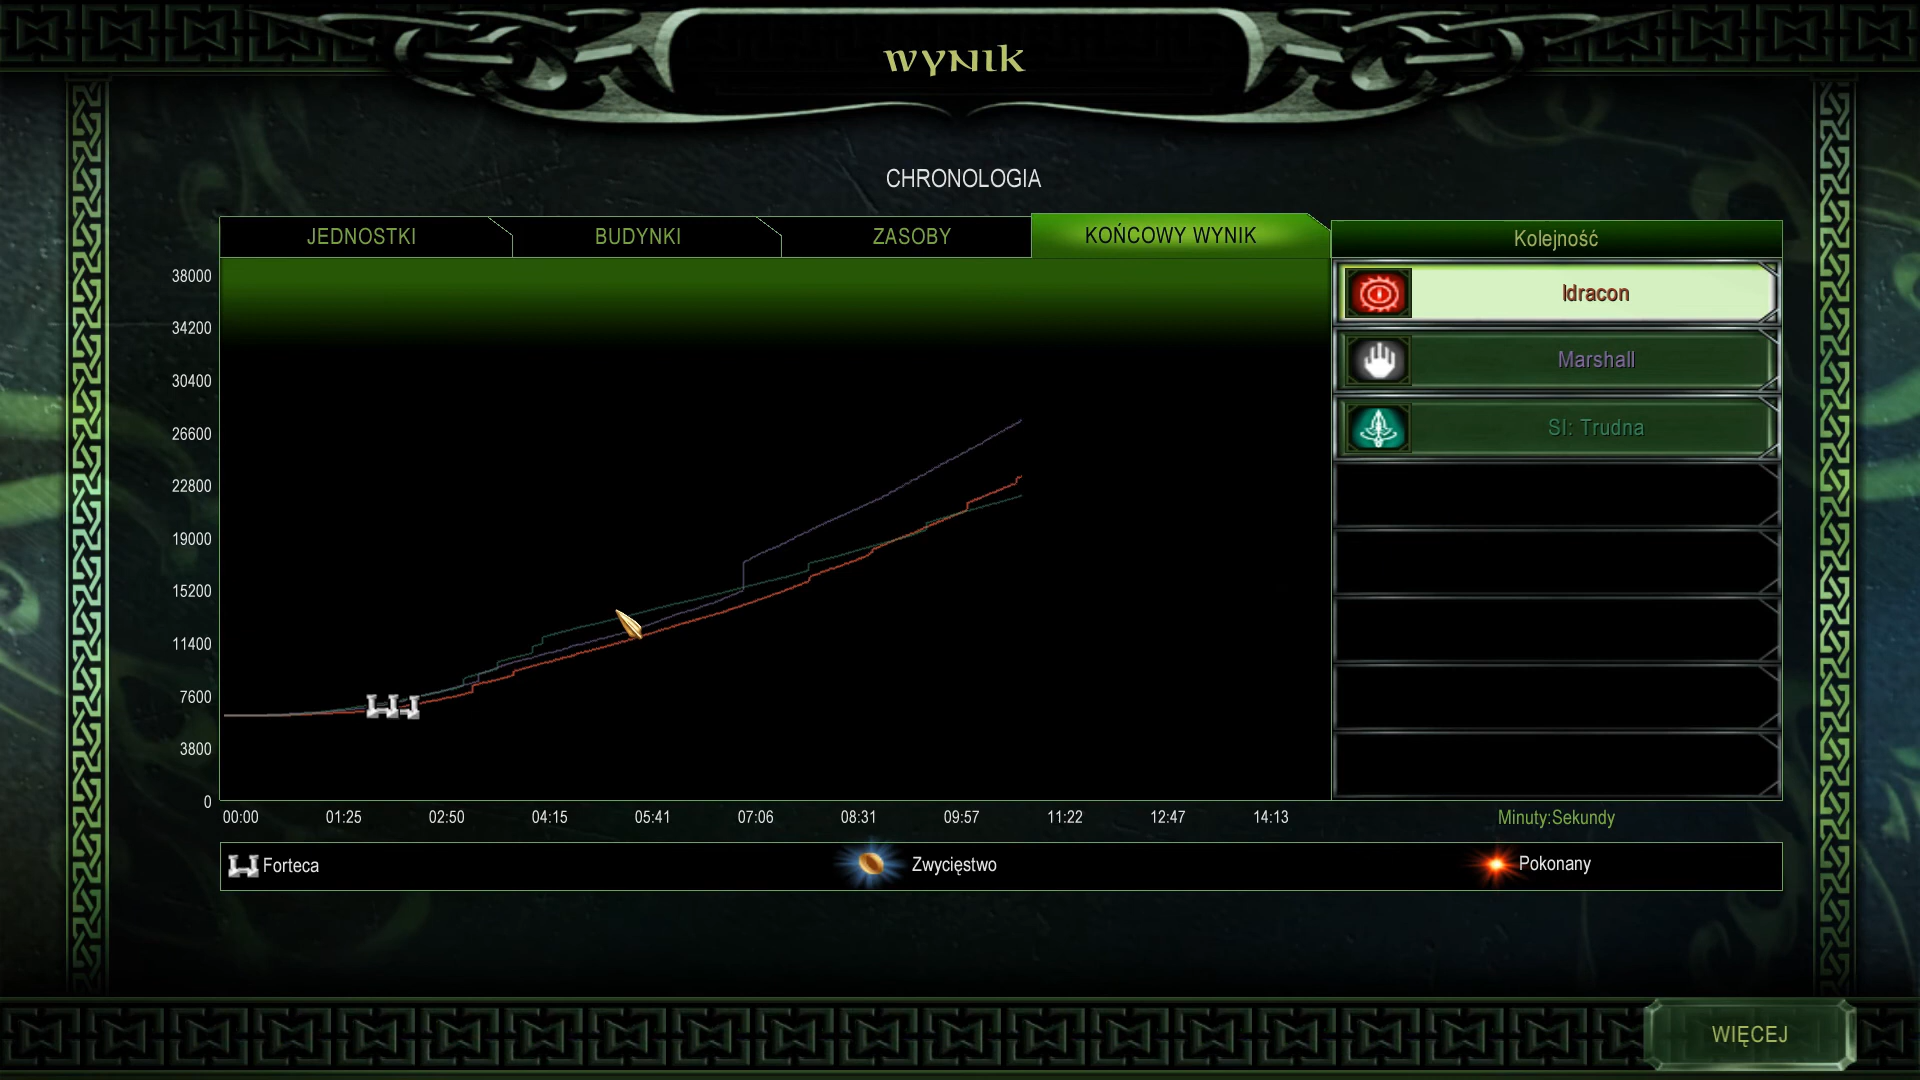 WYNIK
CHRONOLOGIA
JEDNOSTKI
BUDYNKI
ZASOBY
KOŃCOWY WYNIK
Kolejność
38000
34200
30400
26600
22800
19000
15200
11400
7600
3800
0
Idracon
Marshall
SI: Trudna
00:00 01:25 02:50 04:15 05:41 07:06 08:31 09:57 11:22 12:47 14:13
Minuty:Sekundy
Forteca
Zwycięstwo
Pokonany
WIĘCEJ